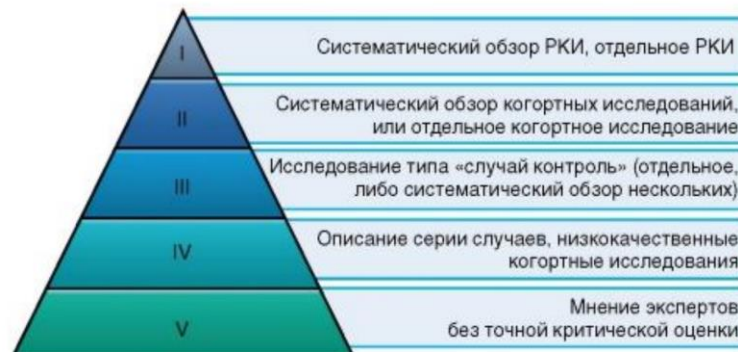 I
Систематический обзор РКИ, отдельное РКИ
II
Систематический обзор когортных исследований,
или отдельное когортное исследование
III
Исследование типа «случай контроль» (отдельное,
либо систематический обзор нескольких)
IV
Описание серии случаев, низкокачественные
когортные исследования
V
Мнение экспертов
без точной критической оценки